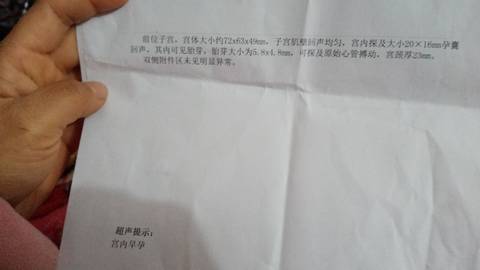 前位子宫，宫体大小约72x63x49mm，子宫肌壁回声均匀，宫内探及大小20×16mm孕囊
回声，其内可见胎芽，胎芽大小为5.8x4.8mm，可探及原始心管搏动，宫颈厚23mm。
双侧附件区未见明显异常。
超声提示：
宫内早孕